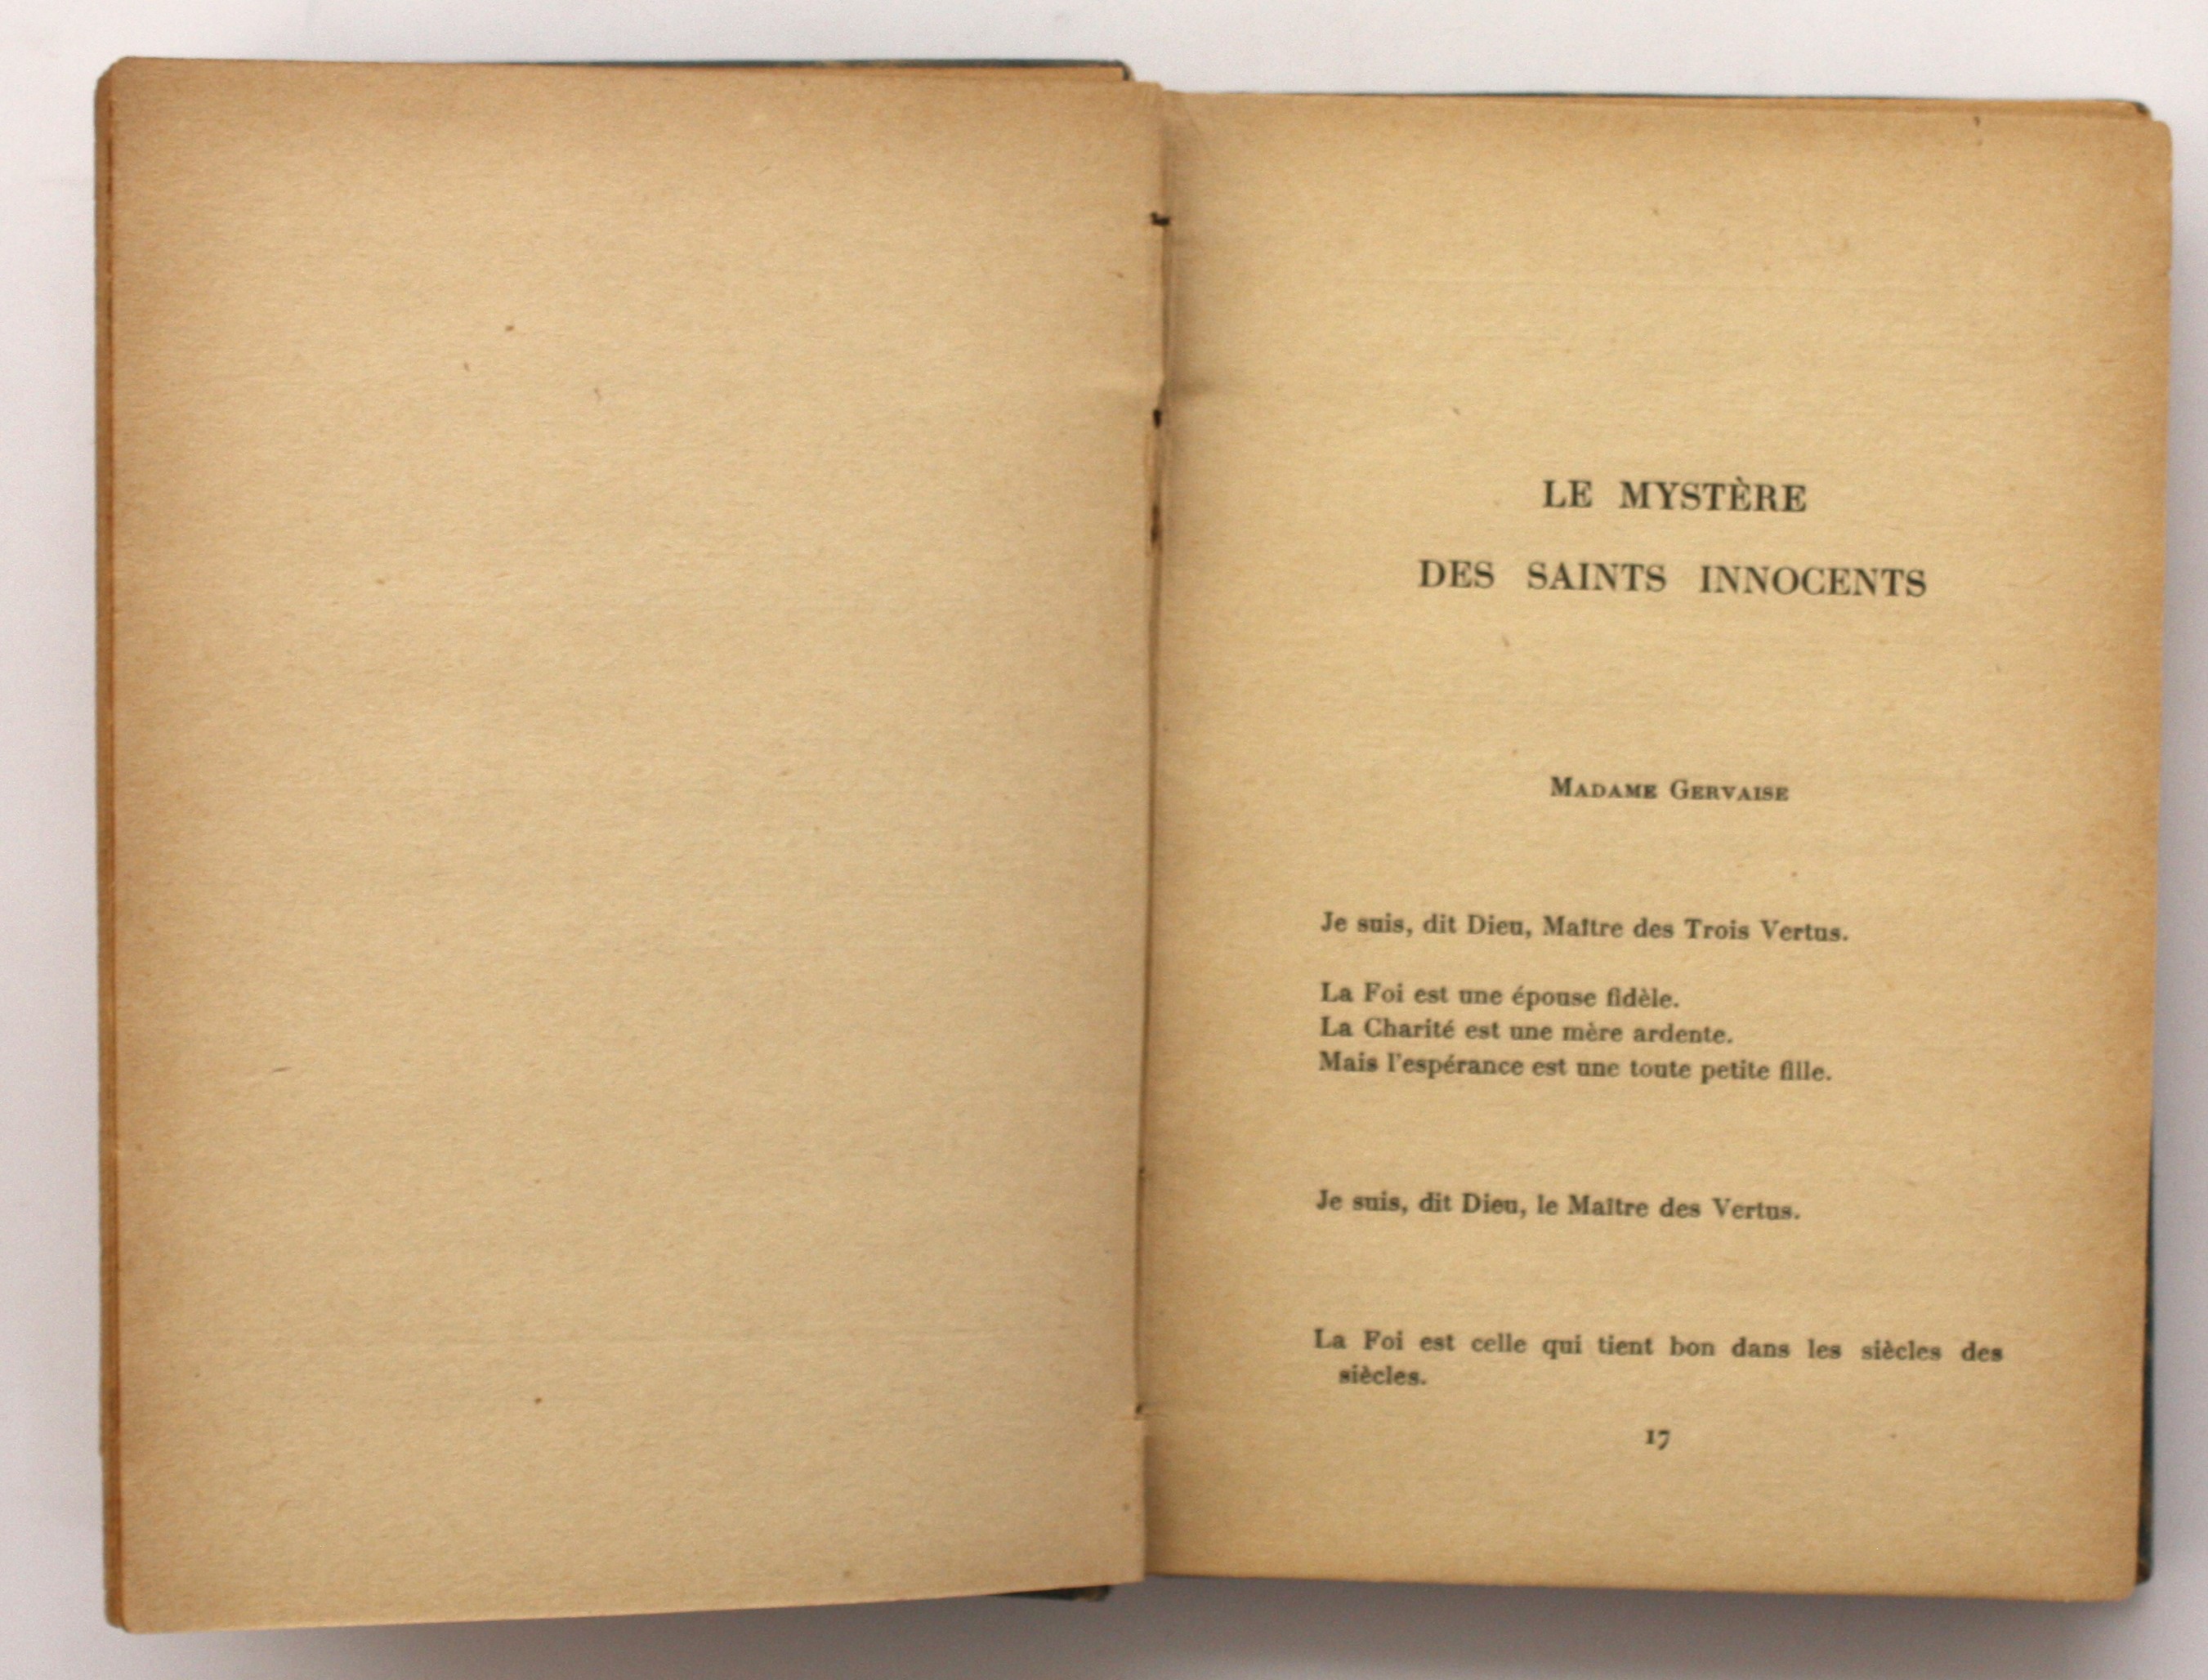 LE MYSTÈRE
DES SAINTS INNOCENTS
MADAME GERVAISE
Je suis, dit Dieu, Maître des Trois Vertus.
La Foi est une épouse fidèle.
La Charité est une mère ardente.
Mais l'espérance est une toute petite fille.
Je suis, dit Dieu, le Maître des Vertus.
La Foi est celle qui tient bon dans les siècles des
siècles.
17